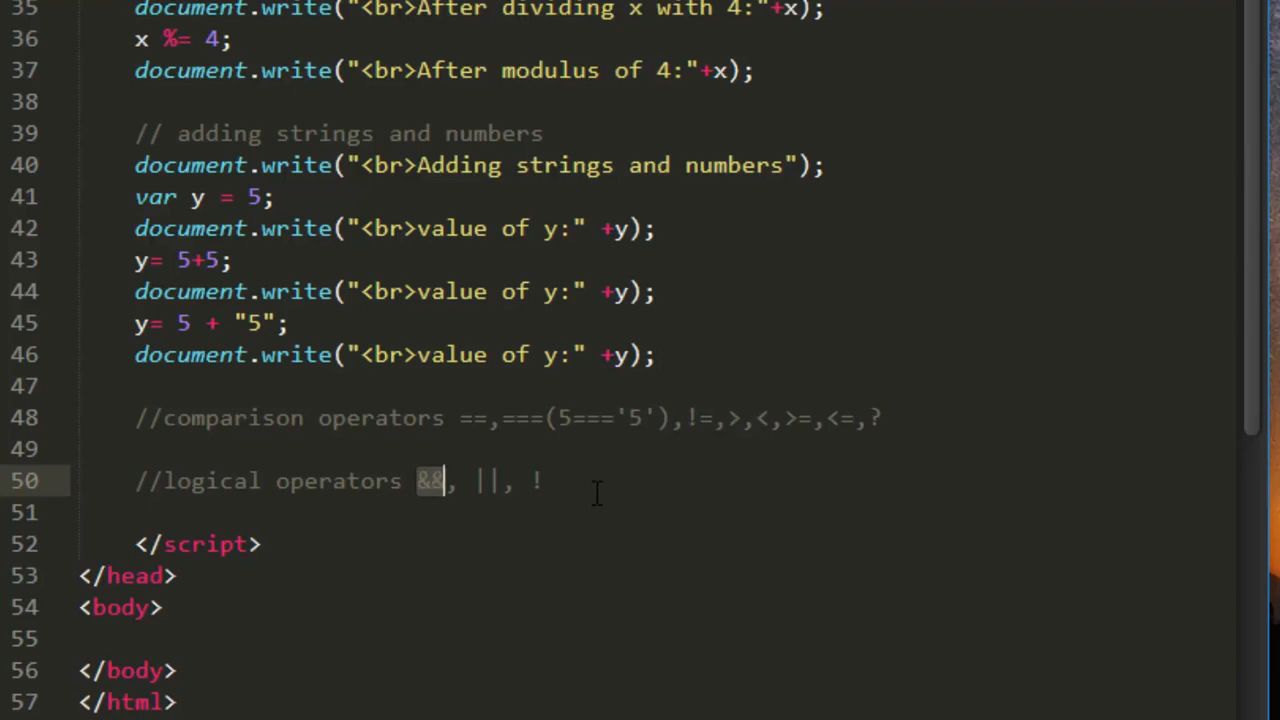 35 document.write("<br>After dividing x with 4:"+x);
36 x %= 4;
37 document.write("<br>After modulus of 4:"+x);
38
39 // adding strings and numbers
40 document.write("<br>Adding strings and numbers");
41 var y = 5;
42 document.write("<br>value of y:" +y);
43 y= 5+5;
44 document.write("<br>value of y:" +y);
45 y= 5 + "5";
46 document.write("<br>value of y:" +y);
47
48 //comparison operators ==,===(5==='5'),!=,>,<,>=,<=,?
49
50 //logical operators &&, ||, !
51
52 </script>
53 </head>
54 <body>
55
56 </body>
57 </html>